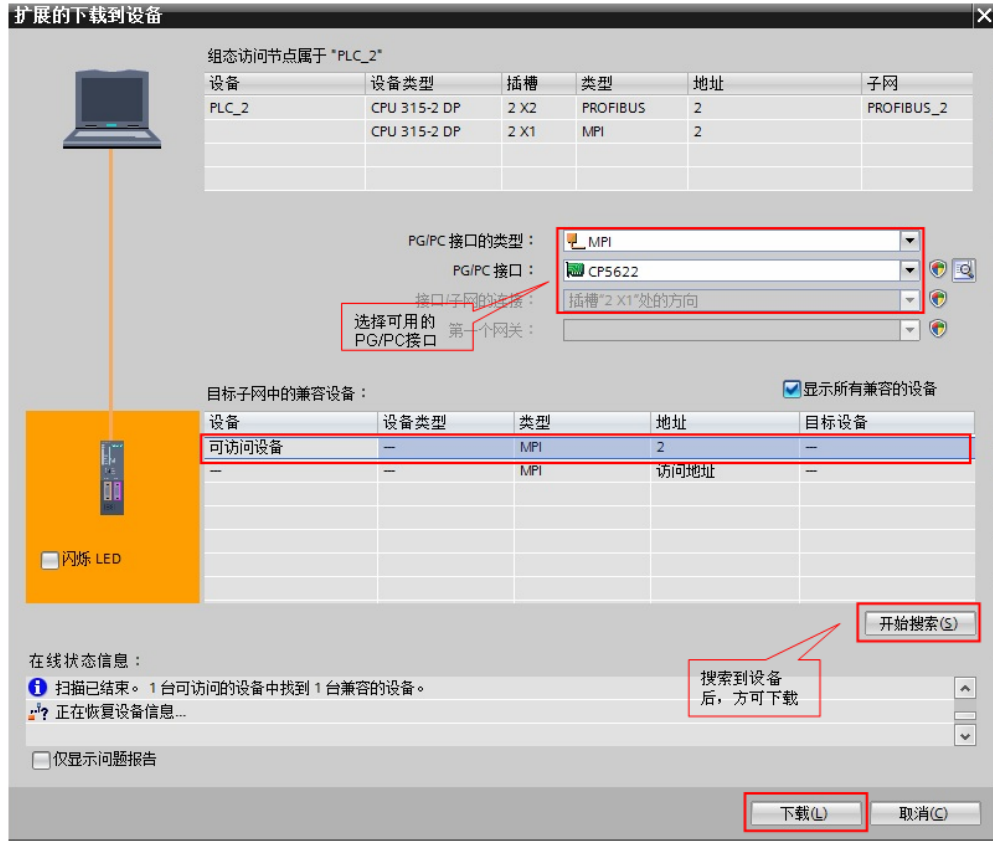 扩展的下载到设备
组态访问节点属于 "PLC_2"
设备 设备类型 插槽 类型 地址 子网
PLC_2 CPU 315-2 DP 2 X2 PROFIBUS 2 PROFIBUS_2
CPU 315-2 DP 2 X1 MPI 2
PG/PC 接口的类型： MPI
PG/PC 接口： CP5622
接口/子网的连接： 插槽"2 X1"处的方向
第一个网关：
选择可用的
PG/PC接口
目标子网中的兼容设备：
显示所有兼容的设备
设备 设备类型 类型 地址 目标设备
可访问设备 — MPI 2 —
— — MPI 访问地址 —
闪烁 LED
开始搜索(S)
在线状态信息：
扫描已结束。1 台可访问的设备中找到 1 台兼容的设备。
正在恢复设备信息...
搜索到设备
后，方可下载
仅显示问题报告
下载(L) 取消(C)